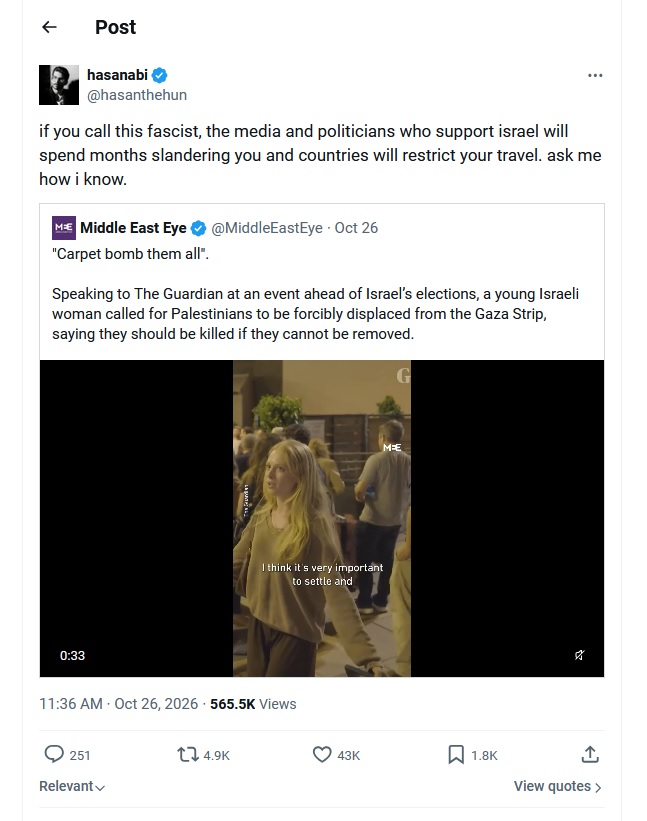 Post
hasanabi
@hasanthehun
if you call this fascist, the media and politicians who support israel will
spend months slandering you and countries will restrict your travel. ask me
how i know.
MEE Middle East Eye @MiddleEastEye · Oct 26
"Carpet bomb them all".
Speaking to The Guardian at an event ahead of Israel’s elections, a young Israeli
woman called for Palestinians to be forcibly displaced from the Gaza Strip,
saying they should be killed if they cannot be removed.
G
MEE
The Guardian
I think it's very important
to settle and
0:33
11:36 AM · Oct 26, 2026 · 565.5K Views
251 4.9K 43K 1.8K
Relevant View quotes